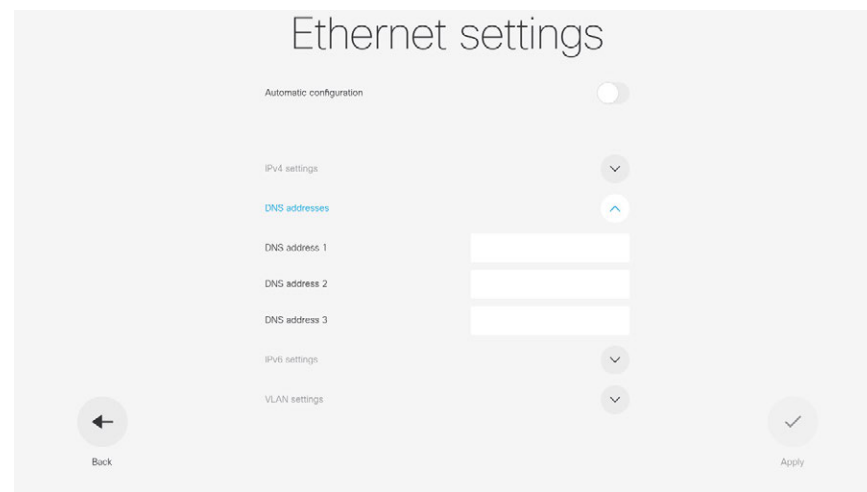 Ethernet settings
Automatic configuration
IPv4 settings
DNS addresses
DNS address 1
DNS address 2
DNS address 3
IPv6 settings
VLAN settings
Back
Apply